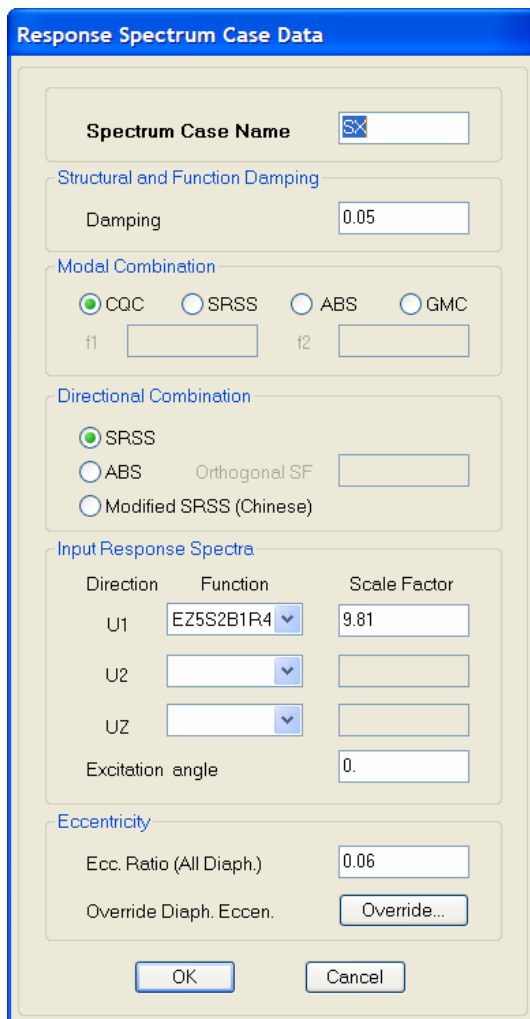 Response Spectrum Case Data
Spectrum Case Name SX
Structural and Function Damping
Damping 0.05
Modal Combination
CQC SRSS ABS GMC
f1 f2
Directional Combination
SRSS
ABS Orthogonal SF
Modified SRSS (Chinese)
Input Response Spectra
Direction Function Scale Factor
U1 EZ5S2B1R4 9.81
U2
UZ
Excitation angle 0.
Eccentricity
Ecc. Ratio (All Diaph.) 0.06
Override Diaph. Eccen. Override...
OK Cancel